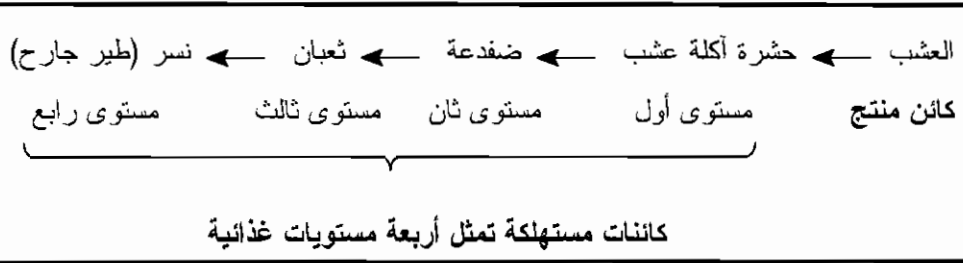 العشب ← حشرة آكلة عشب ← ضفدعة ← ثعبان ← نسر (طير جارح)
كائن منتج مستوى أول مستوى ثان مستوى ثالث مستوى رابع
كائنات مستهلكة تمثل أربعة مستويات غذائية